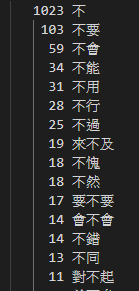 1023 不
103 不要
59 不會
34 不能
31 不用
28 不行
25 不過
19 來不及
18 不愧
18 不然
17 要不要
14 會不會
14 不錯
13 不同
11 對不起